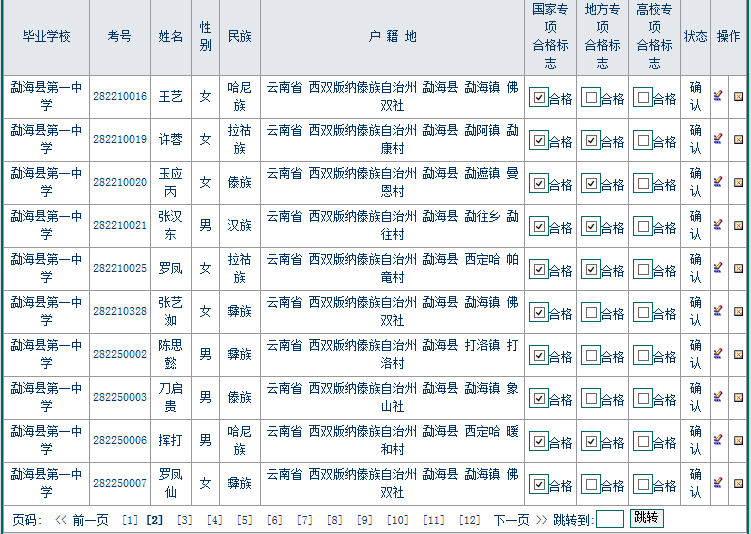 毕业学校 考号 姓名 性别 民族 户 籍 地 国家专项合格标志 地方专项合格标志 高校专项合格标志 状态 操作
勐海县第一中学 282210016 王艺 女 哈尼族 云南省 西双版纳傣族自治州 勐海县 勐海镇 佛双社 合格 合格 合格 确认
勐海县第一中学 282210019 许蓉 女 拉祜族 云南省 西双版纳傣族自治州 勐海县 勐阿镇 勐康村 合格 合格 合格 确认
勐海县第一中学 282210020 玉应丙 女 傣族 云南省 西双版纳傣族自治州 勐海县 勐遮镇 曼恩村 合格 合格 合格 确认
勐海县第一中学 282210021 张汉东 男 汉族 云南省 西双版纳傣族自治州 勐海县 勐往乡 勐往村 合格 合格 合格 确认
勐海县第一中学 282210025 罗凤 女 拉祜族 云南省 西双版纳傣族自治州 勐海县 西定哈 帕竜村 合格 合格 合格 确认
勐海县第一中学 282210328 张艺 女 彝族 云南省 西双版纳傣族自治州 勐海县 勐海镇 佛双社 合格 合格 合格 确认
勐海县第一中学 282250002 陈思懿 男 彝族 云南省 西双版纳傣族自治州 勐海县 打洛镇 打洛村 合格 合格 合格 确认
勐海县第一中学 282250003 刀启贵 男 傣族 云南省 西双版纳傣族自治州 勐海县 勐海镇 象山社 合格 合格 合格 确认
勐海县第一中学 282250006 挥打 男 哈尼族 云南省 西双版纳傣族自治州 勐海县 西定哈 暖和村 合格 合格 合格 确认
勐海县第一中学 282250007 罗凤仙 女 彝族 云南省 西双版纳傣族自治州 勐海县 勐海镇 佛双社 合格 合格 合格 确认
页码: << 前一页 [1] [2] [3] [4] [5] [6] [7] [8] [9] [10] [11] [12] 下一页 >> 跳转到: 跳转